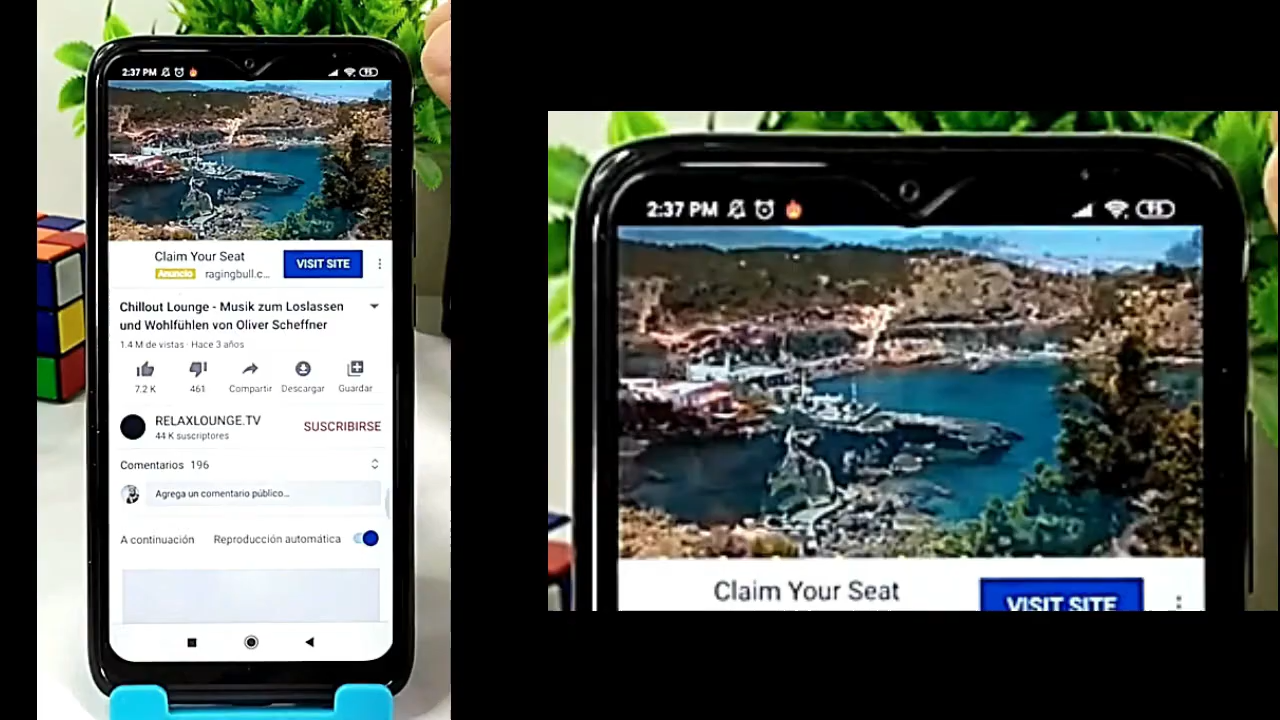 2:37 PM
Claim Your Seat
VISIT SITE
Anuncio ragingbull.c...
Chillout Lounge - Musik zum Loslassen
und Wohlfühlen von Oliver Scheffner
1.4 M de vistas · Hace 3 años
7.2 K 461 Compartir Descargar Guardar
RELAXLOUNGE.TV
SUSCRIBIRSE
44 K suscriptores
Comentarios 196
Agrega un comentario público...
A continuación Reproducción automática
2:37 PM
Claim Your Seat
VISIT SITE